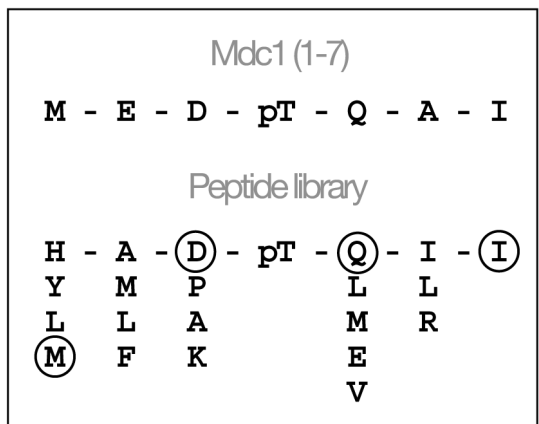 Mdc1 (1-7)
M - E - D - pT - Q - A - I
Peptide library
H - A - D - pT - Q - I - I
Y M P L L
L L A M R
M F K E
V